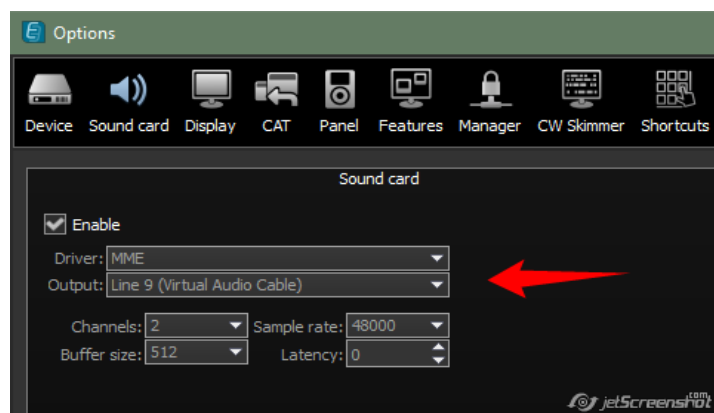 Options
Device Sound card Display CAT Panel Features Manager CW Skimmer Shortcuts
Sound card
Enable
Driver: MME
Output: Line 9 (Virtual Audio Cable)
Channels: 2 Sample rate: 48000
Buffer size: 512 Latency: 0
jetScreenshot.com